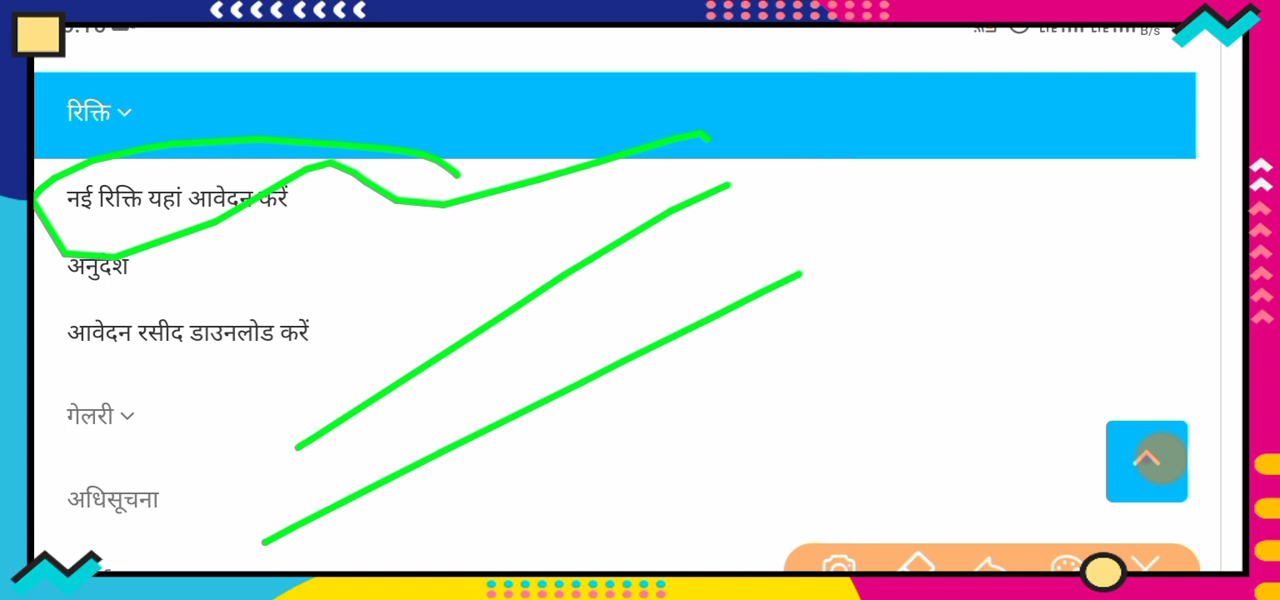 रिक्ति
नई रिक्ति यहां आवेदन करें
अनुदेश
आवेदन रसीद डाउनलोड करें
गेलरी
अधिसूचना